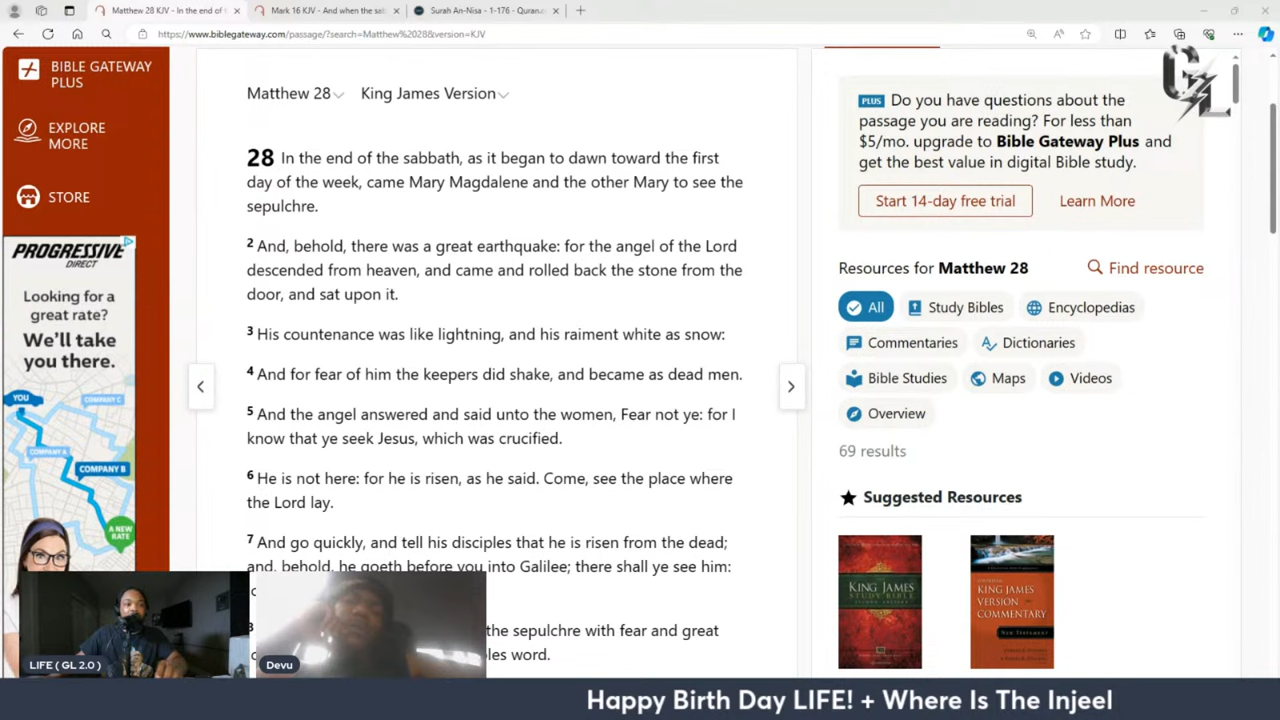 Matthew 28 KJV - In the end of t
Mark 16 KJV - And when the sa
Surah An-Nisa - 1-176 - Quran.c
https://www.biblegateway.com/passage/?search=Matthew%2028&version=KJV
BIBLE GATEWAY
PLUS
EXPLORE
MORE
STORE
PROGRESSIVE
DIRECT
Looking for a
great rate?
We'll take
you there.
YOU
COMPANY C
COMPANY A
COMPANY B
A NEW
RATE
Matthew 28
King James Version
28 In the end of the sabbath, as it began to dawn toward the first
day of the week, came Mary Magdalene and the other Mary to see the
sepulchre.
2 And, behold, there was a great earthquake: for the angel of the Lord
descended from heaven, and came and rolled back the stone from the
door, and sat upon it.
3 His countenance was like lightning, and his raiment white as snow:
4 And for fear of him the keepers did shake, and became as dead men.
5 And the angel answered and said unto the women, Fear not ye: for I
know that ye seek Jesus, which was crucified.
6 He is not here: for he is risen, as he said. Come, see the place where
the Lord lay.
7 And go quickly, and tell his disciples that he is risen from the dead;
and, behold, he goeth before you into Galilee; there shall ye see him:
the sepulchre with fear and great
les word.
GL
PLUS Do you have questions about the
passage you are reading? For less than
$5/mo. upgrade to Bible Gateway Plus and
get the best value in digital Bible study.
Start 14-day free trial
Learn More
Resources for Matthew 28
Find resource
All
Study Bibles
Encyclopedias
Commentaries
Dictionaries
Bible Studies
Maps
Videos
Overview
69 results
Suggested Resources
KING JAMES
STUDY BIBLE
KING JAMES
VERSION
COMMENTARY
NEW TESTAMENT
LIFE ( GL 2.0 )
Devu
Happy Birth Day LIFE! + Where Is The Injeel